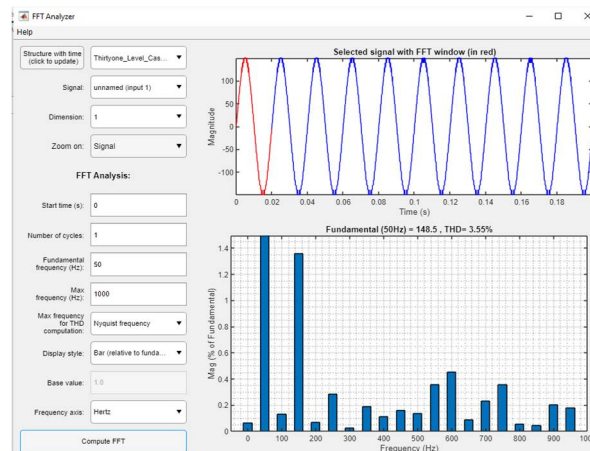 FFT Analyzer
Help
Structure with time
(click to update)
Thirtyone_Level_Cas...
Signal:
unnamed (input 1)
Dimension:
1
Zoom on:
Signal
FFT Analysis:
Start time (s):
0
Number of cycles:
1
Fundamental
frequency (Hz):
50
Max
frequency (Hz):
1000
Max frequency
for THD
computation:
Nyquist frequency
Display style:
Bar (relative to funda...
Base value:
1.0
Frequency axis:
Hertz
Compute FFT
Selected signal with FFT window (in red)
Magnitude
100
50
0
-50
-100
0
0.02
0.04
0.06
0.08
0.1
0.12
0.14
0.16
0.18
Time (s)
Fundamental (50Hz) = 148.5 , THD= 3.55%
Mag (% of Fundamental)
1.4
1.2
1
0.8
0.6
0.4
0.2
0
0
100
200
300
400
500
600
700
800
900
1000
Frequency (Hz)